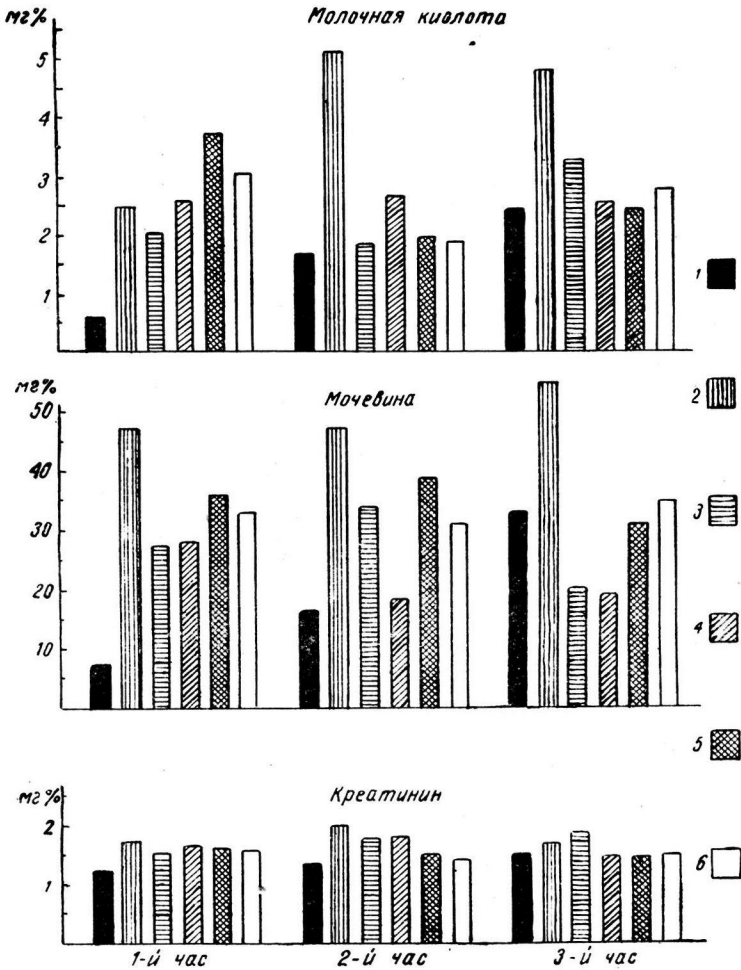 мг%
Молочная кислота
5
4
3
2
1
1
мг%
Мочевина
50
40
30
20
10
2
3
4
5
мг%
Креатинин
2
1
6
1-й час
2-й час
3-й час